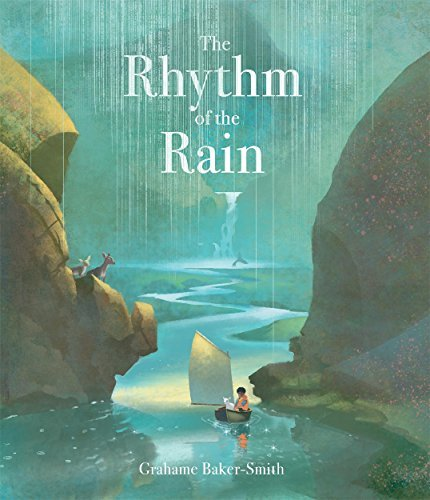 The
Rhythm
of the
Rain
Grahame Baker-Smith